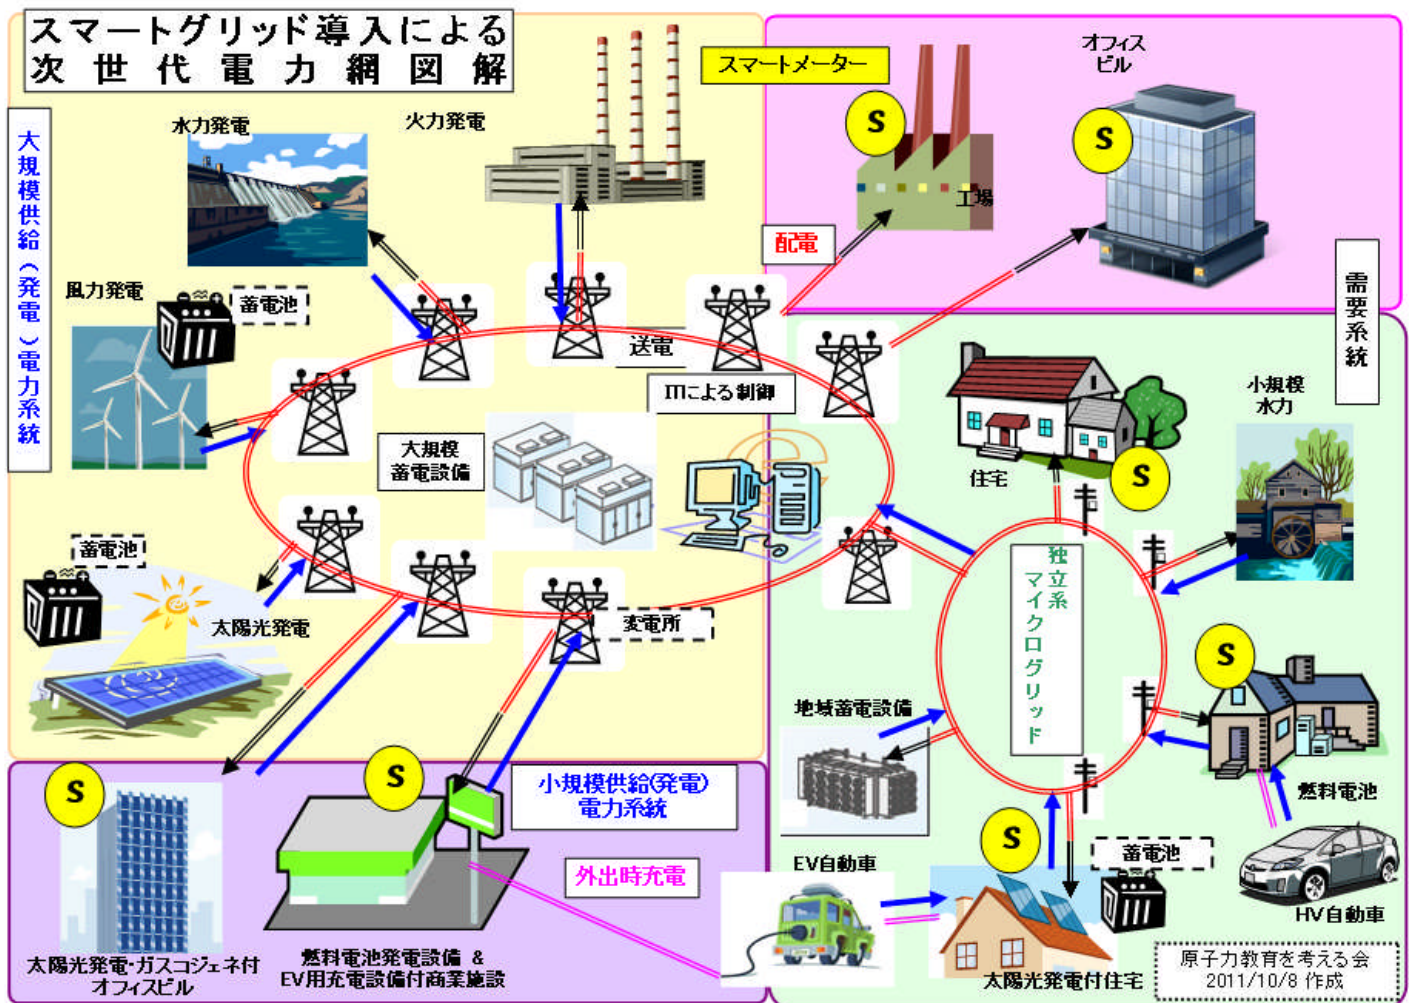 スマートグリッド導入による
次世代電力網図解
スマートメーター
オフィス
ビル
S
S
大規模供給(発電)電力系統
水力発電
火力発電
工場
配電
需要系統
風力発電
蓄電池
送電
ITによる制御
大規模
蓄電設備
住宅
S
小規模
水力
蓄電池
太陽光発電
変電所
独立系
マイクログリッド
S
地域蓄電設備
燃料電池
S
S
小規模供給(発電)
電力系統
S
蓄電池
外出時充電
EV自動車
HV自動車
太陽光発電・ガスコジェネ付
オフィスビル
燃料電池発電設備 &
EV用充電設備付商業施設
太陽光発電付住宅
原子力教育を考える会
2011/10/8 作成